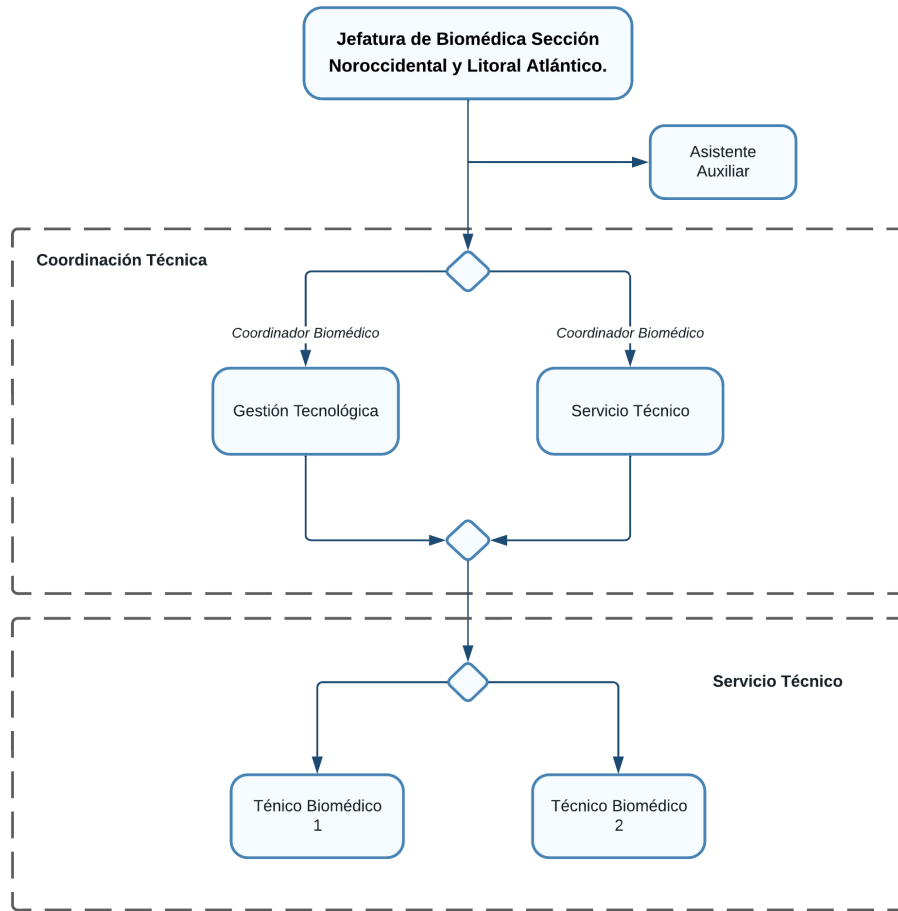 Jefatura de Biomédica Sección
Noroccidental y Litoral Atlántico.
Asistente
Auxiliar
Coordinación Técnica
Coordinador Biomédico
Coordinador Biomédico
Gestión Tecnológica
Servicio Técnico
Servicio Técnico
Ténico Biomédico
1
Técnico Biomédico
2